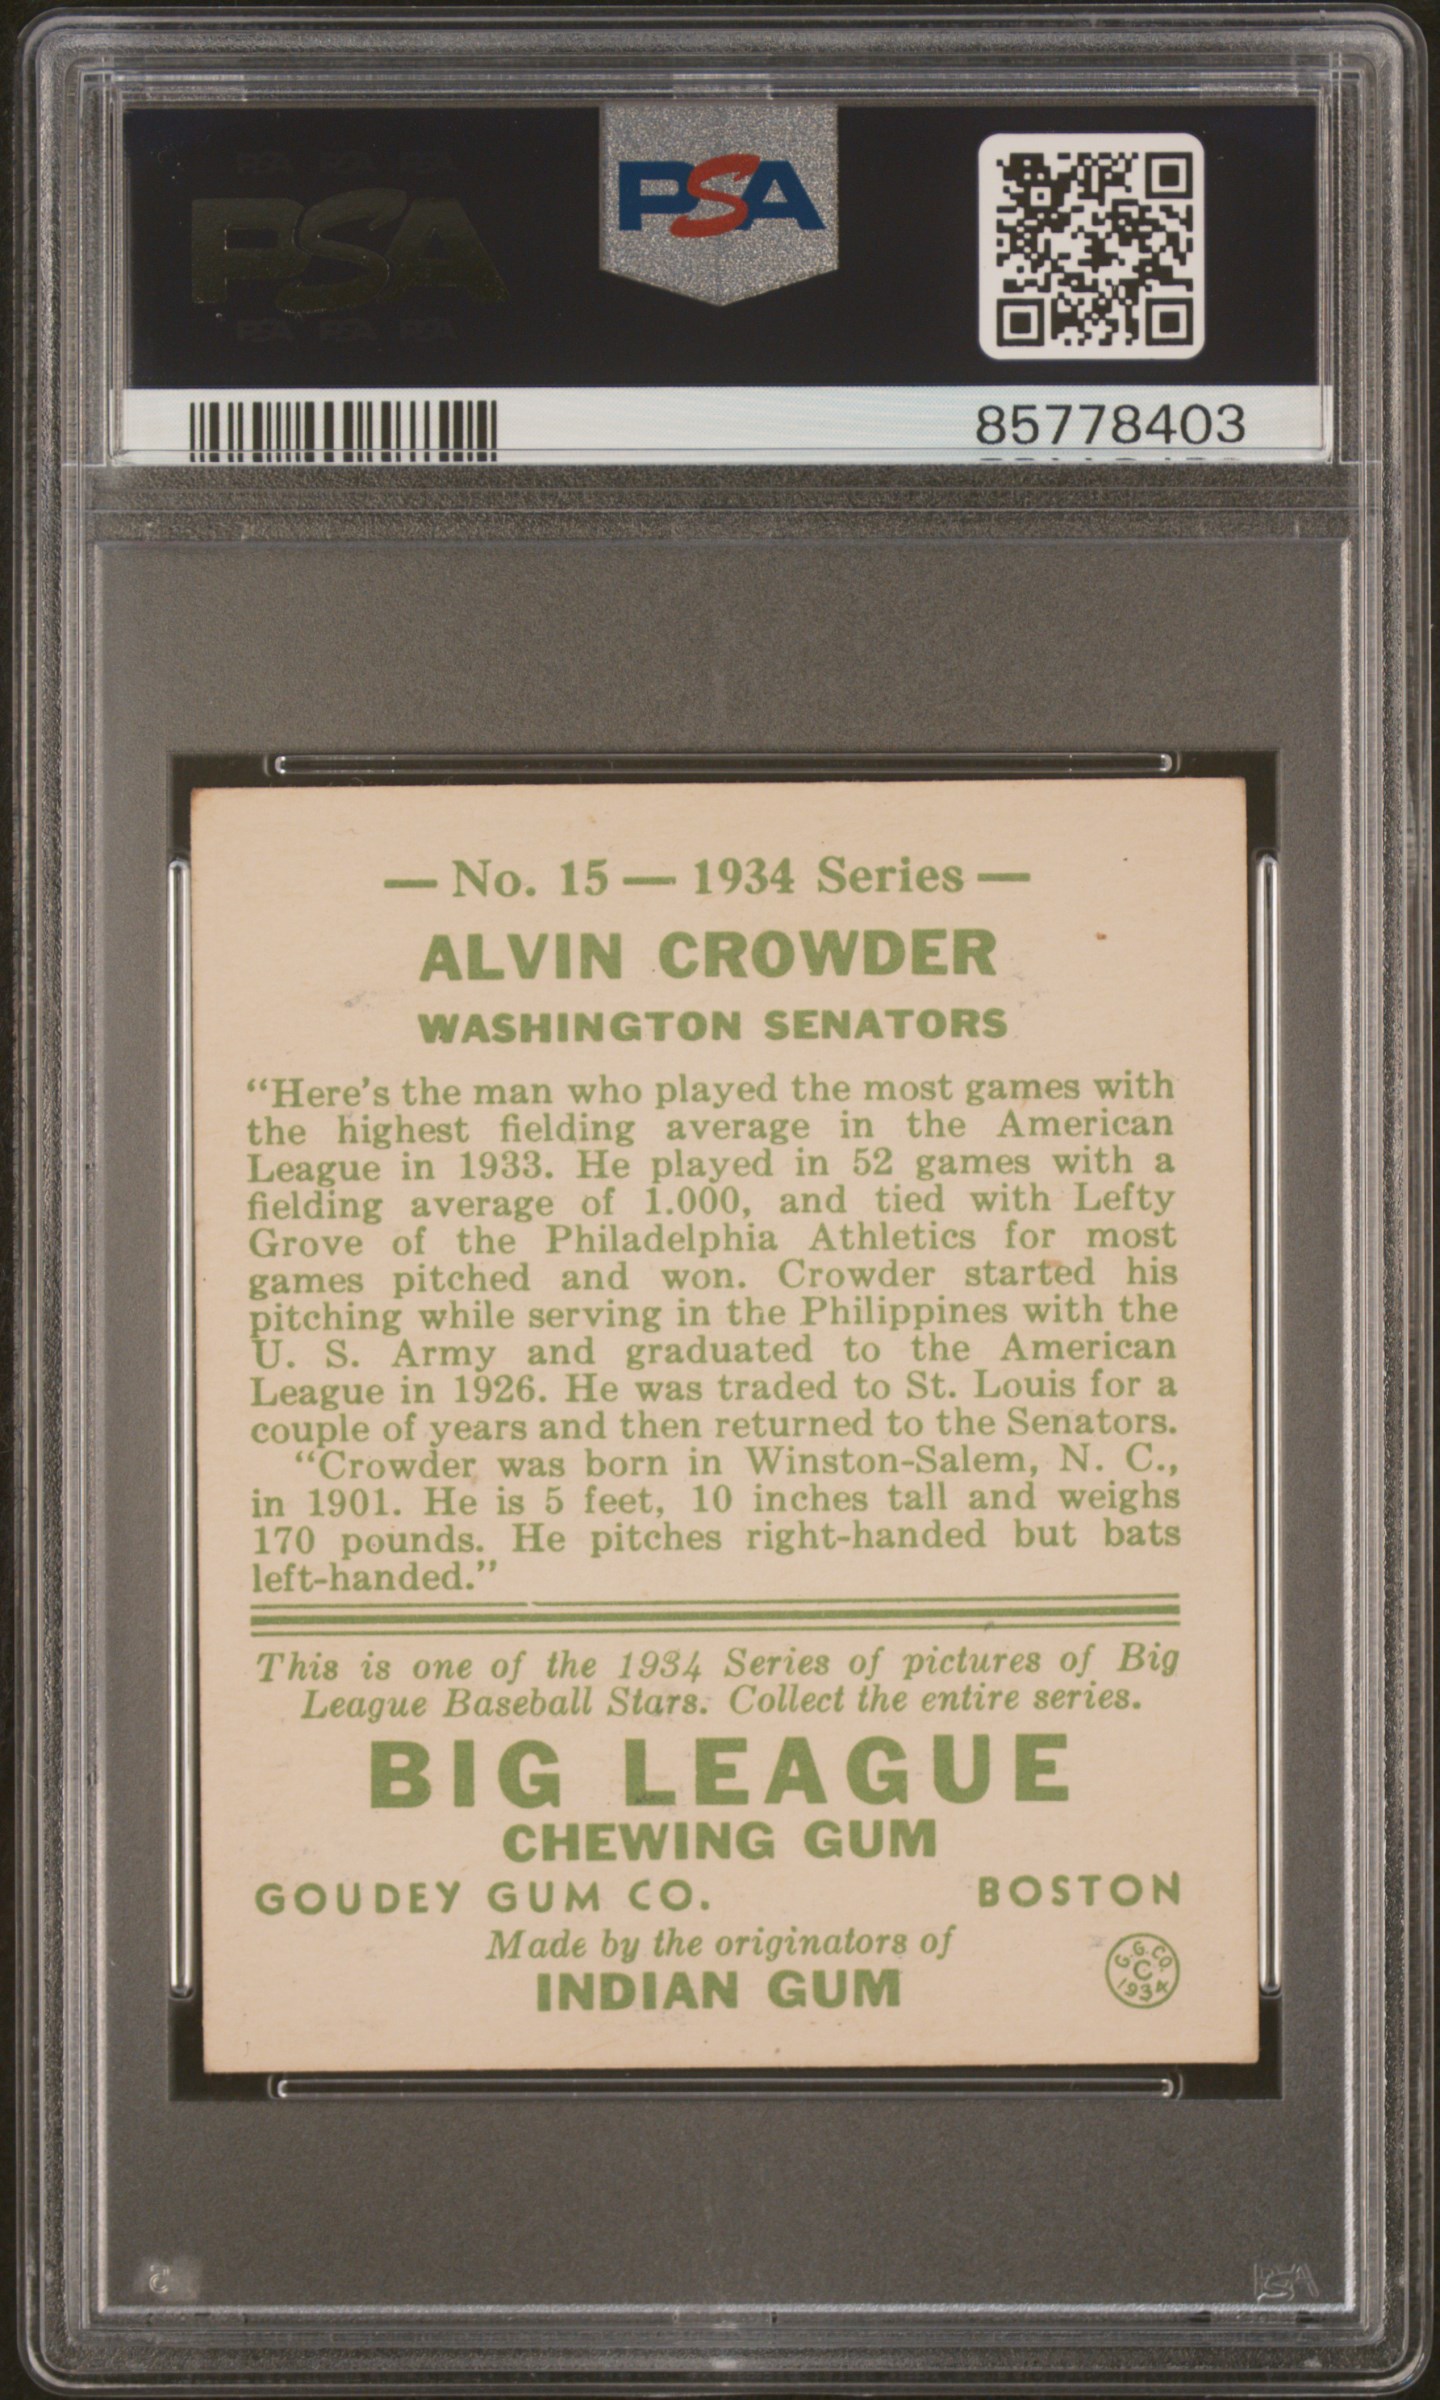 PSA PSA PSA
PSA
PSA PSA PSA
PSA
85778403
— No. 15 — 1934 Series —
ALVIN CROWDER
WASHINGTON SENATORS
“Here’s the man who played the most games with
the highest fielding average in the American
League in 1933. He played in 52 games with a
fielding average of 1.000, and tied with Lefty
Grove of the Philadelphia Athletics for most
games pitched and won. Crowder started his
pitching while serving in the Philippines with the
U. S. Army and graduated to the American
League in 1926. He was traded to St. Louis for a
couple of years and then returned to the Senators.
“Crowder was born in Winston-Salem, N. C.,
in 1901. He is 5 feet, 10 inches tall and weighs
170 pounds. He pitches right-handed but bats
left-handed.”
This is one of the 1934 Series of pictures of Big
League Baseball Stars. Collect the entire series.
BIG LEAGUE
CHEWING GUM
GOUDEY GUM CO. BOSTON
Made by the originators of
INDIAN GUM
G.G.CO.
C
1934
PSA